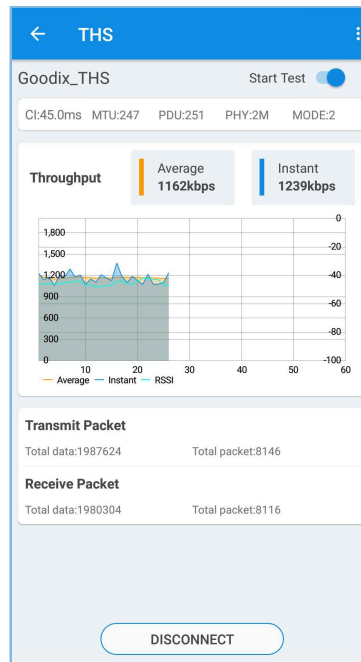 THS
Goodix_THS Start Test
CI:45.0ms MTU:247 PDU:251 PHY:2M MODE:2
Throughput
Average
1162kbps
Instant
1239kbps
0
1,800
-20
1,500
1,200 -40
900
-60
600
-80
300
0 -100
10 20 30 40 50 60
Average Instant RSSI
Transmit Packet
Total data:1987624 Total packet:8146
Receive Packet
Total data:1980304 Total packet:8116
DISCONNECT